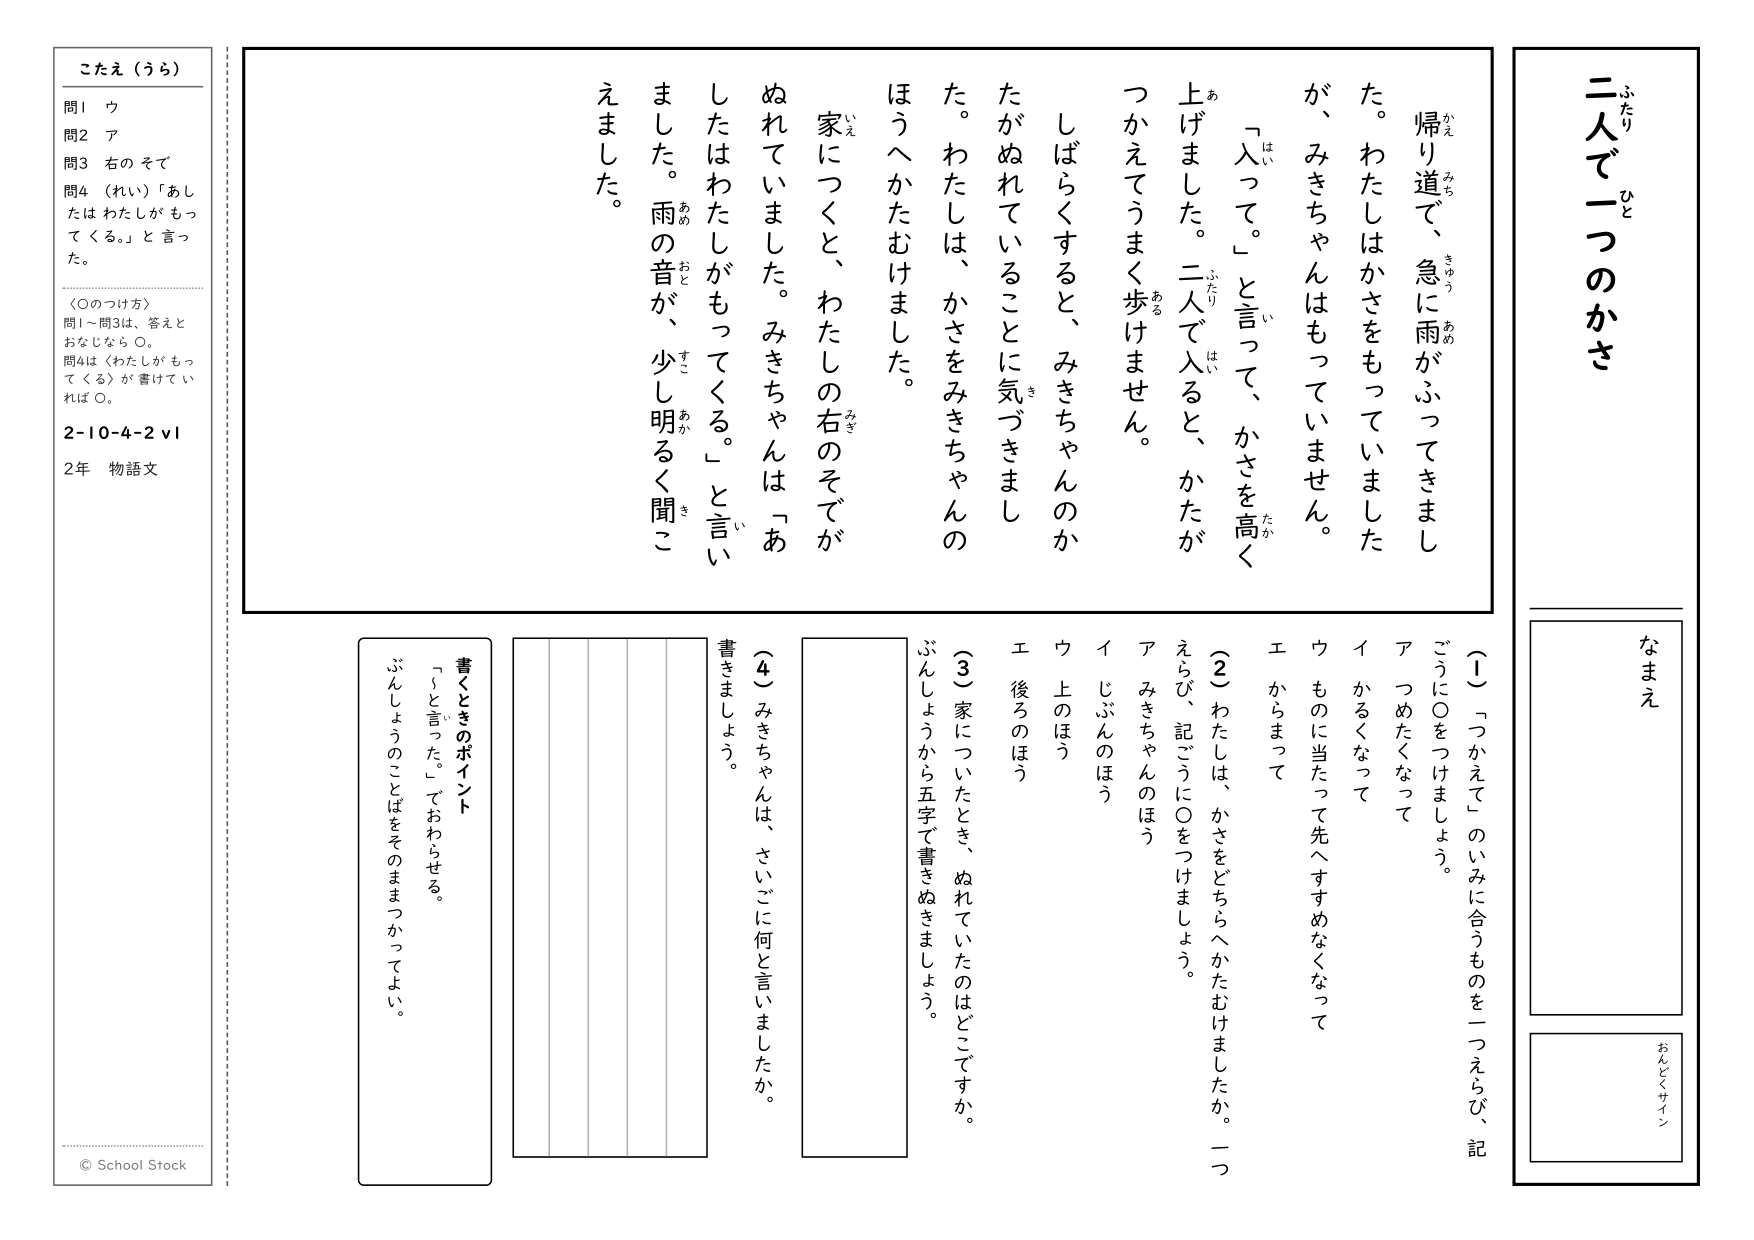 二人で一つのかさ
なまえ
おんどくサイン
帰り道で、急に雨がふってきまし
た。わたしはかさをもっていました
が、みきちゃんはもっていません。
「入って。」と言って、かさを高く
上げました。二人で入ると、かたが
つかえてうまく歩けません。
しばらくすると、みきちゃんのか
たがぬれていることに気づきまし
た。わたしは、かさをみきちゃんの
ほうへかたむけました。
家につくと、わたしの右のそでが
ぬれていました。みきちゃんは「あ
したはわたしがもってくる。」と言い
ました。雨の音が、少し明るく聞こ
えました。
(1)「つかえて」のいみに合うものを一つえらび、記
ごうに〇をつけましょう。
ア つめたくなって
イ かるくなって
ウ ものに当たって先へすすめなくなって
エ からまって
(2)わたしは、かさをどちらへかたむけましたか。一つ
えらび、記ごうに〇をつけましょう。
ア みきちゃんのほう
イ じぶんのほう
ウ 上のほう
エ 後ろのほう
(3)家についたとき、ぬれていたのはどこですか。
ぶんしょうから五字で書きぬきましょう。
(4)みきちゃんは、さいごに何と言いましたか。
書きましょう。
書くときのポイント
「〜と言った。」でおわらせる。
ぶんしょうのことばをそのままつかってよい。
こたえ（うら）
問1 ウ
問2 ア
問3 右の そで
問4 （れい）「あし
たは わたしが もっ
て くる。」と 言っ
た。
〈〇のつけ方〉
問1〜問3は、答えと
おなじなら 〇。
問4は〈わたしが もっ
て くる〉が 書けて い
れば 〇。
2-10-4-2 v1
2年 物語文
© School Stock